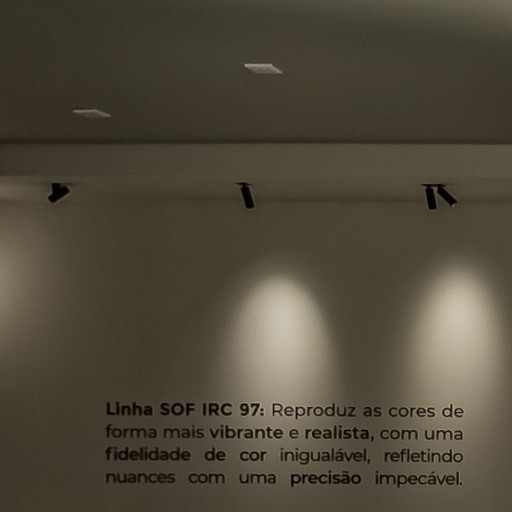 Linha SOF IRC 97: Reproduz as cores de
forma mais vibrante e realista, com uma
fidelidade de cor inigualável, refletindo
nuances com uma precisão impecável.